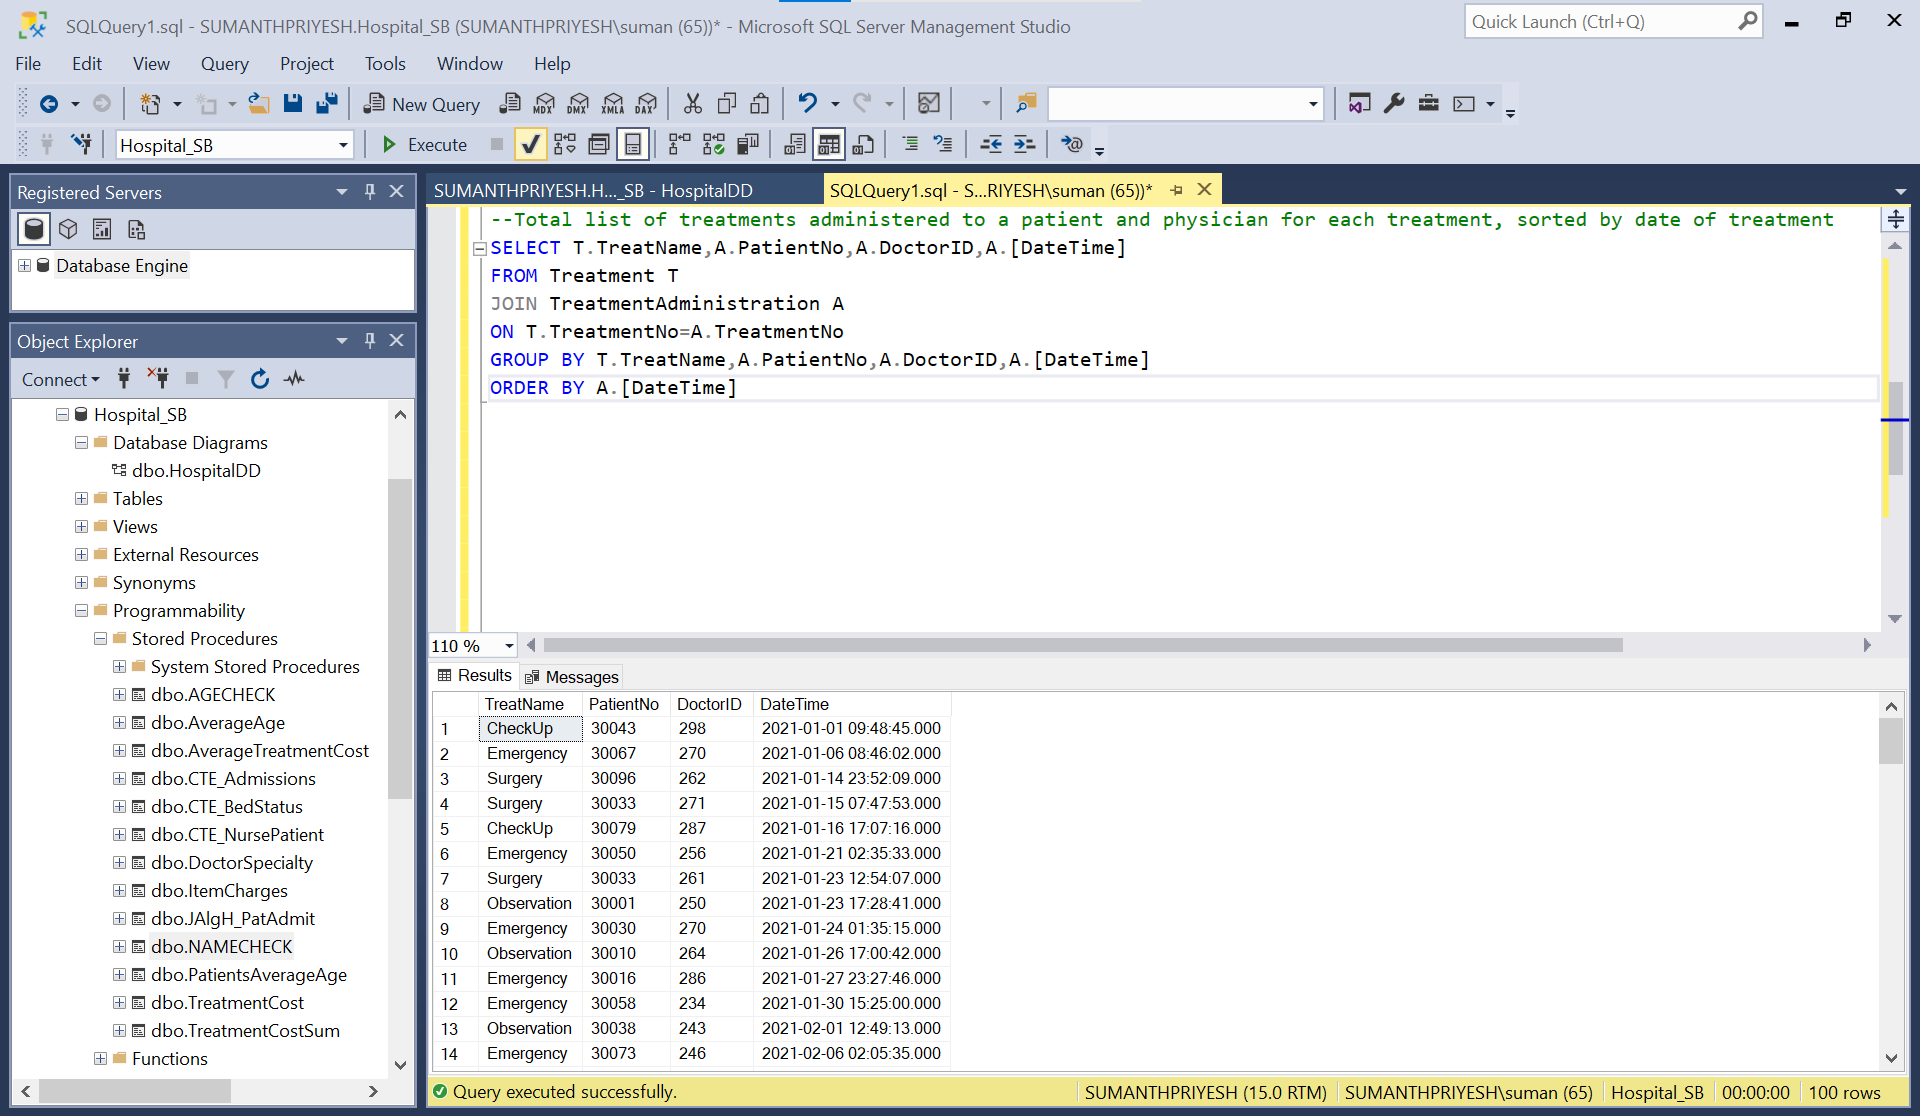 SQLQuery1.sql - SUMANTHPRIYESH.Hospital_SB (SUMANTHPRIYESH\suman (65))* - Microsoft SQL Server Management Studio
Quick Launch (Ctrl+Q)
File Edit View Query Project Tools Window Help
New Query MDX DMX XMLA DAX
Hospital_SB Execute
Registered Servers
Database Engine
Object Explorer
Connect
Hospital_SB
Database Diagrams
dbo.HospitalDD
Tables
Views
External Resources
Synonyms
Programmability
Stored Procedures
System Stored Procedures
dbo.AGECHECK
dbo.AverageAge
dbo.AverageTreatmentCost
dbo.CTE_Admissions
dbo.CTE_BedStatus
dbo.CTE_NursePatient
dbo.DoctorSpecialty
dbo.ItemCharges
dbo.JAlgH_PatAdmit
dbo.NAMECHECK
dbo.PatientsAverageAge
dbo.TreatmentCost
dbo.TreatmentCostSum
Functions
SUMANTHPRIYESH.H..._SB - HospitalDD
SQLQuery1.sql - S...RIYESH\suman (65))*
--Total list of treatments administered to a patient and physician for each treatment, sorted by date of treatment
SELECT T.TreatName,A.PatientNo,A.DoctorID,A.[DateTime]
FROM Treatment T
JOIN TreatmentAdministration A
ON T.TreatmentNo=A.TreatmentNo
GROUP BY T.TreatName,A.PatientNo,A.DoctorID,A.[DateTime]
ORDER BY A.[DateTime]
110 %
Results Messages
TreatName PatientNo DoctorID DateTime
1 CheckUp 30043 298 2021-01-01 09:48:45.000
2 Emergency 30067 270 2021-01-06 08:46:02.000
3 Surgery 30096 262 2021-01-14 23:52:09.000
4 Surgery 30033 271 2021-01-15 07:47:53.000
5 CheckUp 30079 287 2021-01-16 17:07:16.000
6 Emergency 30050 256 2021-01-21 02:35:33.000
7 Surgery 30033 261 2021-01-23 12:54:07.000
8 Observation 30001 250 2021-01-23 17:28:41.000
9 Emergency 30030 270 2021-01-24 01:35:15.000
10 Observation 30010 264 2021-01-26 17:00:42.000
11 Emergency 30016 286 2021-01-27 23:27:46.000
12 Emergency 30058 234 2021-01-30 15:25:00.000
13 Observation 30038 243 2021-02-01 12:49:13.000
14 Emergency 30073 246 2021-02-06 02:05:35.000
Query executed successfully.
SUMANTHPRIYESH (15.0 RTM) SUMANTHPRIYESH\suman (65) Hospital_SB 00:00:00 100 rows